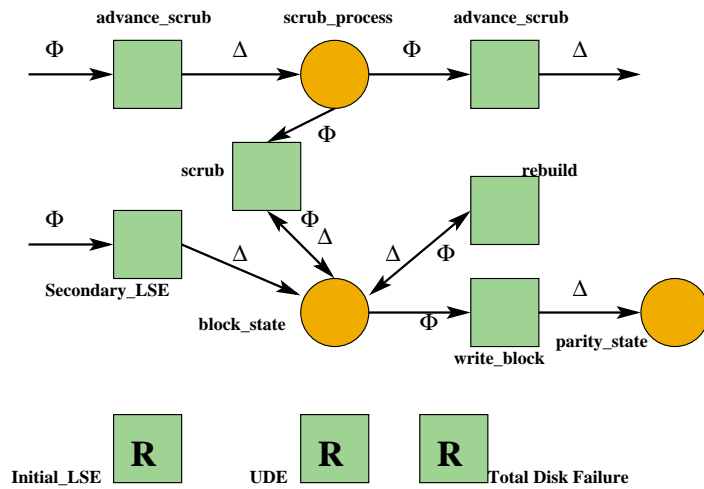 advance_scrub scrub_process advance_scrub
Φ Δ Φ Δ
Φ
scrub rebuild
Φ Φ
Δ Δ Δ Φ
Secondary_LSE
block_state Φ Δ
write_block parity_state
R R R
Initial_LSE UDE Total Disk Failure